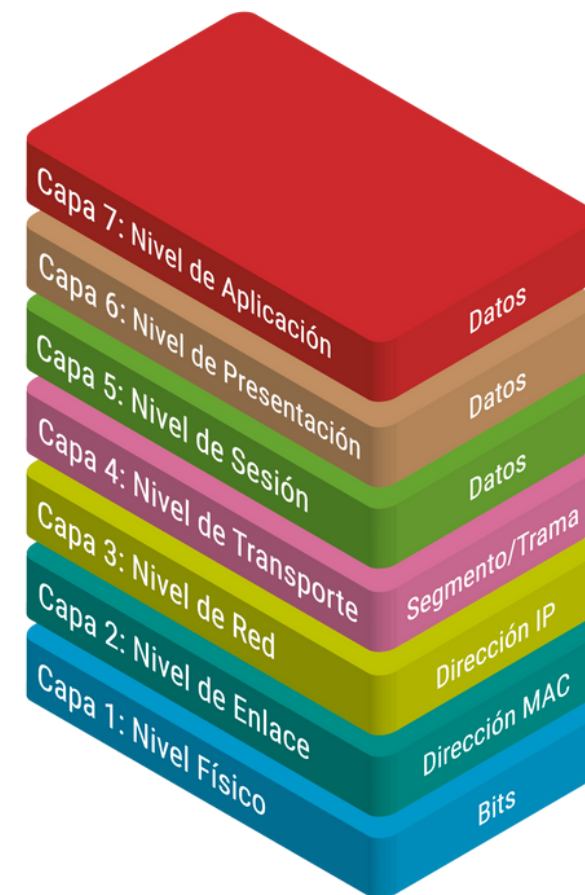 Capa 7: Nivel de Aplicación
Datos
Capa 6: Nivel de Presentación
Datos
Capa 5: Nivel de Sesión
Datos
Capa 4: Nivel de Transporte
Segmento/Trama
Capa 3: Nivel de Red
Dirección IP
Capa 2: Nivel de Enlace
Dirección MAC
Capa 1: Nivel Físico
Bits